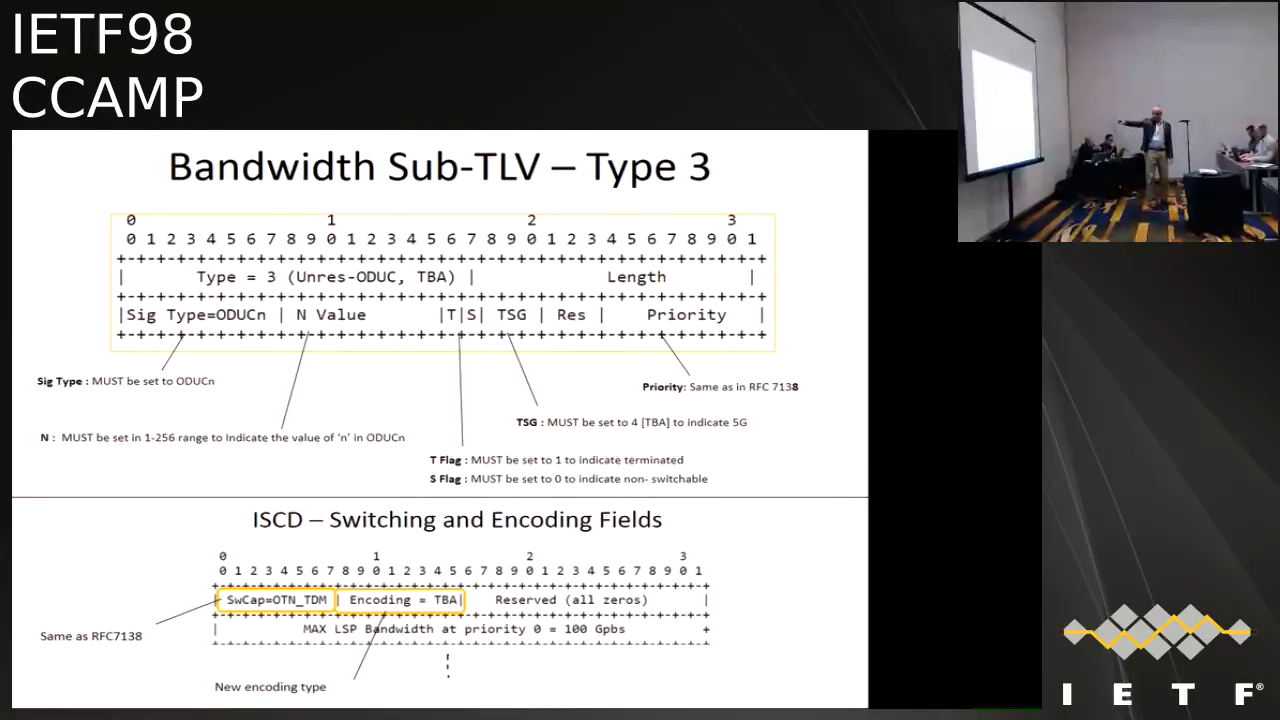 IETF98
CCAMP
Bandwidth Sub-TLV – Type 3
0 1 2 3
0 1 2 3 4 5 6 7 8 9 0 1 2 3 4 5 6 7 8 9 0 1 2 3 4 5 6 7 8 9 0 1
+-+-+-+-+-+-+-+-+-+-+-+-+-+-+-+-+-+-+-+-+-+-+-+-+-+-+-+-+-+-+-+-+
| Type = 3 (Unres-ODUC, TBA) | Length |
+-+-+-+-+-+-+-+-+-+-+-+-+-+-+-+-+-+-+-+-+-+-+-+-+-+-+-+-+-+-+-+-+
|Sig Type=ODUCn | N Value |T|S| TSG | Res | Priority |
+-+-+-+-+-+-+-+-+-+-+-+-+-+-+-+-+-+-+-+-+-+-+-+-+-+-+-+-+-+-+-+-+
Sig Type : MUST be set to ODUCn
Priority: Same as in RFC 7138
TSG : MUST be set to 4 [TBA] to indicate 5G
N : MUST be set in 1-256 range to Indicate the value of ‘n’ in ODUCn
T Flag : MUST be set to 1 to indicate terminated
S Flag : MUST be set to 0 to indicate non- switchable
ISCD – Switching and Encoding Fields
0 1 2 3
0 1 2 3 4 5 6 7 8 9 0 1 2 3 4 5 6 7 8 9 0 1 2 3 4 5 6 7 8 9 0 1
+-+-+-+-+-+-+-+-+-+-+-+-+-+-+-+-+-+-+-+-+-+-+-+-+-+-+-+-+-+-+-+-+
| SwCap=OTN_TDM | Encoding = TBA| Reserved (all zeros) |
+-+-+-+-+-+-+-+-+-+-+-+-+-+-+-+-+-+-+-+-+-+-+-+-+-+-+-+-+-+-+-+-+
| MAX LSP Bandwidth at priority 0 = 100 Gpbs +
+-+-+-+-+-+-+-+-+-+-+-+-+-+-+-+-+-+-+-+-+-+-+-+-+-+-+-+-+-+-+-+-+
Same as RFC7138
New encoding type
I E T F®